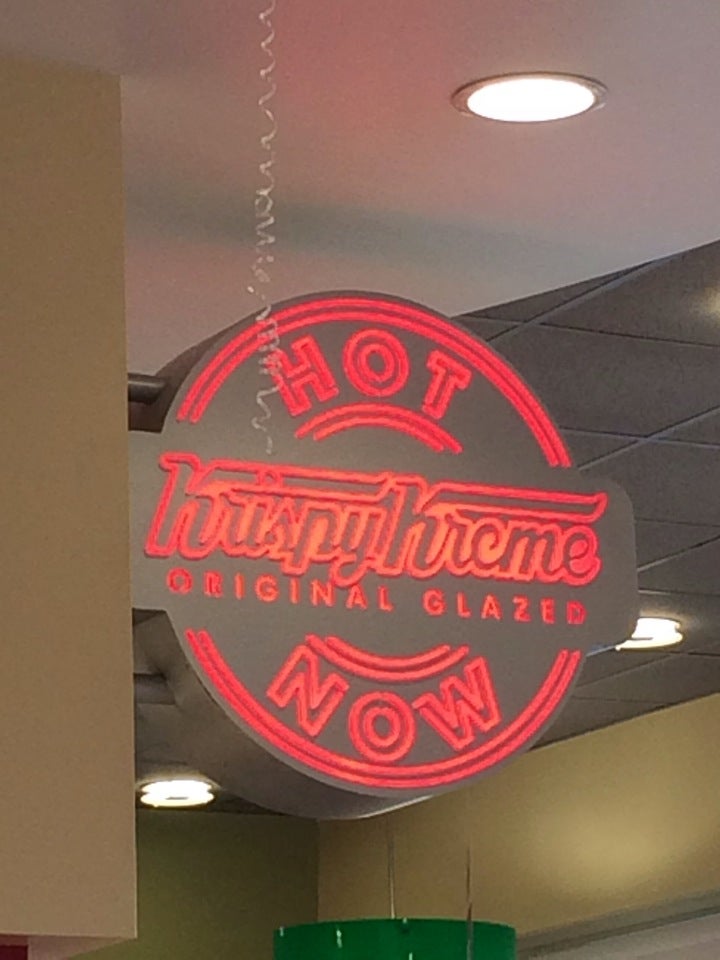 HOT
Krispy Kreme
ORIGINAL GLAZED
NOW